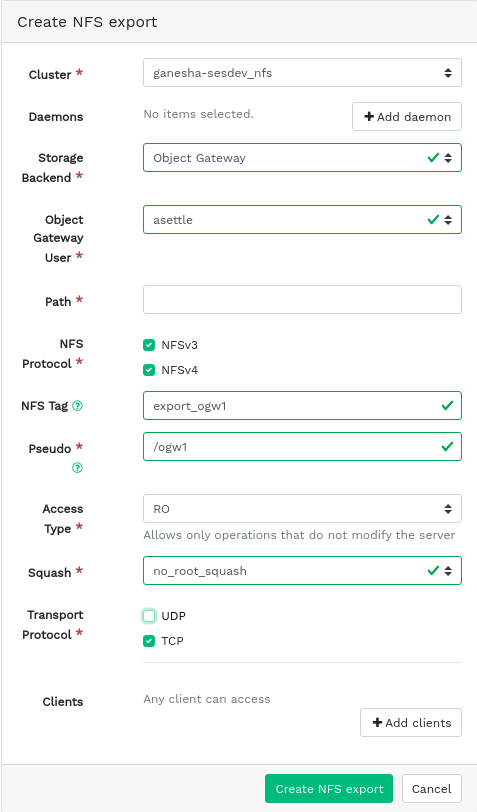 Create NFS export
Cluster *
ganesha-sesdev_nfs
Daemons
No items selected.
Add daemon
Storage
Backend *
Object Gateway
Object
Gateway
User *
asettle
Path *
NFS
Protocol *
NFSv3
NFSv4
NFS Tag
export_ogw1
Pseudo *
/ogw1
Access
Type *
RO
Allows only operations that do not modify the server
Squash *
no_root_squash
Transport
Protocol *
UDP
TCP
Clients
Any client can access
Add clients
Create NFS export
Cancel